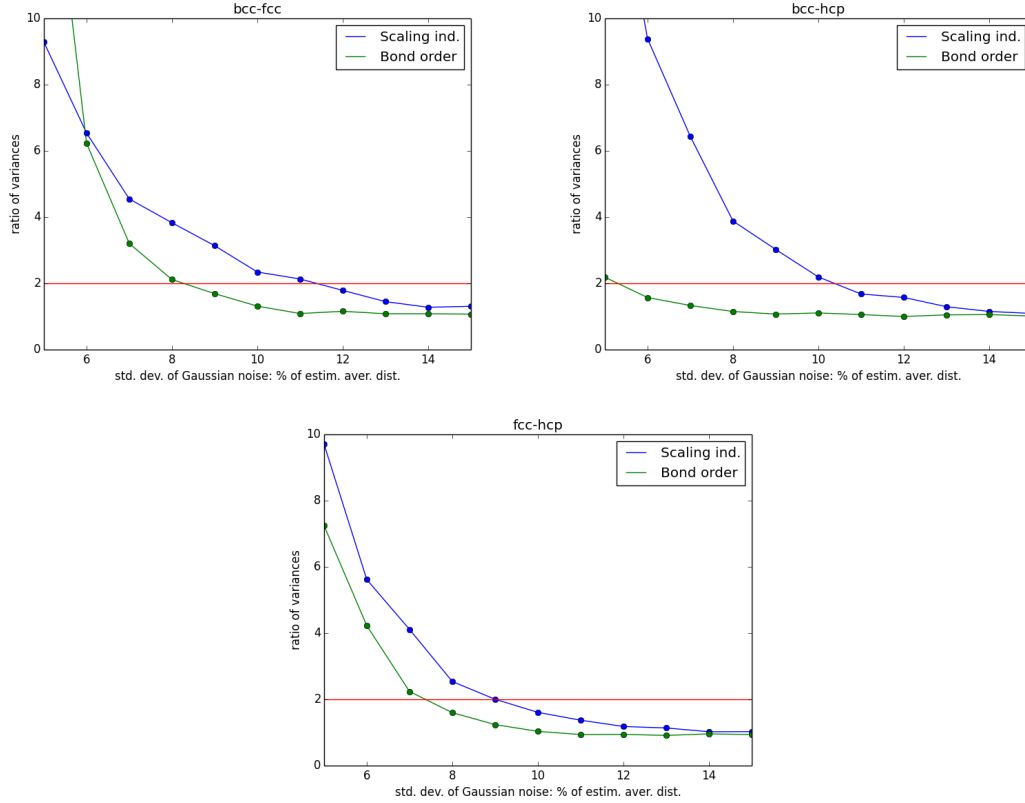 bcc-fcc
10
8
6
4
2
0
ratio of variances
Scaling ind.
Bond order
6 8 10 12 14
std. dev. of Gaussian noise: % of estim. aver. dist.
bcc-hcp
10
8
6
4
2
0
ratio of variances
Scaling ind.
Bond order
6 8 10 12 14
std. dev. of Gaussian noise: % of estim. aver. dist.
fcc-hcp
10
8
6
4
2
0
ratio of variances
Scaling ind.
Bond order
6 8 10 12 14
std. dev. of Gaussian noise: % of estim. aver. dist.